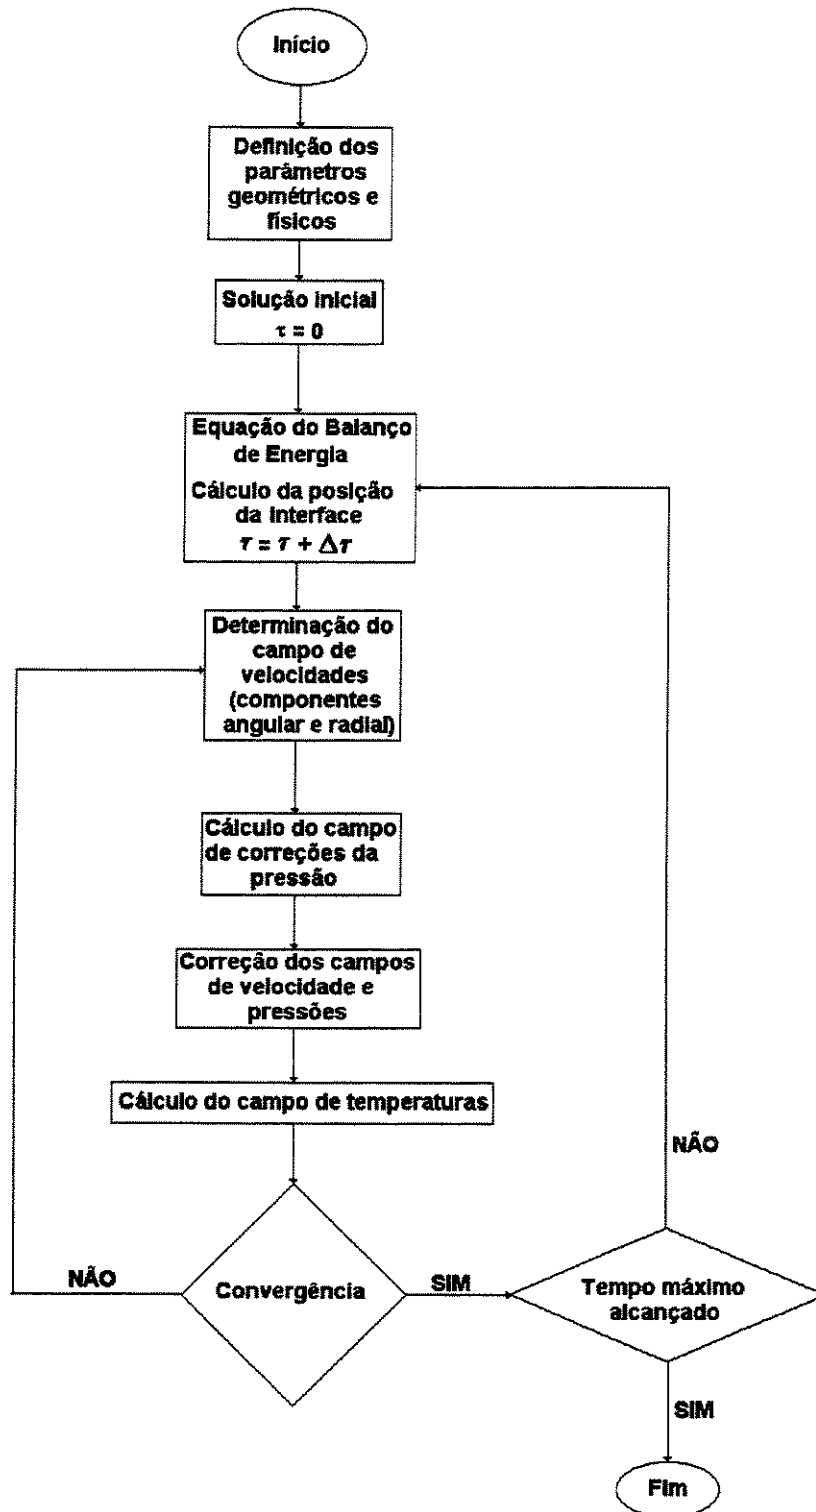 Início
Definição dos
parâmetros
geométricos e
físicos
Solução inicial
τ = 0
Equação do Balanço
de Energia
Cálculo da posição
da Interface
τ = τ + Δτ
Determinação do
campo de
velocidades
(componentes
angular e radial)
Cálculo do campo
de correções da
pressão
Correção dos campos
de velocidade e
pressões
Cálculo do campo de temperaturas
Convergência
NÃO
SIM
Tempo máximo
alcançado
NÃO
SIM
Fim